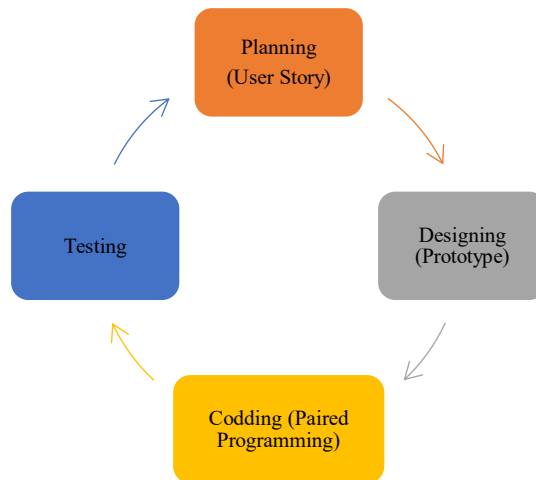 Planning
(User Story)
Designing
(Prototype)
Testing
Codding (Paired
Programming)